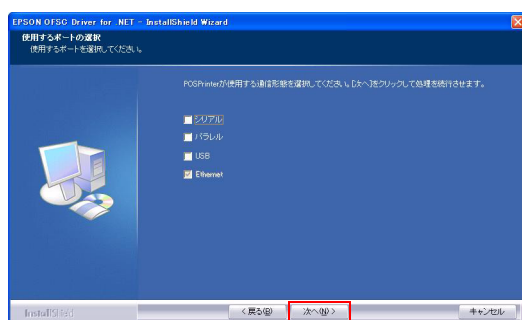 EPSON OFSC Driver for .NET - InstallShield Wizard
使用するポートの選択
使用するポートを選択してください。
POSPrinterが使用する通信形態を選択してください。[次へ]をクリックして処理を続行させます。
シリアル
パラレル
USB
Ethernet
InstallShield
< 戻る(B)
次へ(N) >
キャンセル